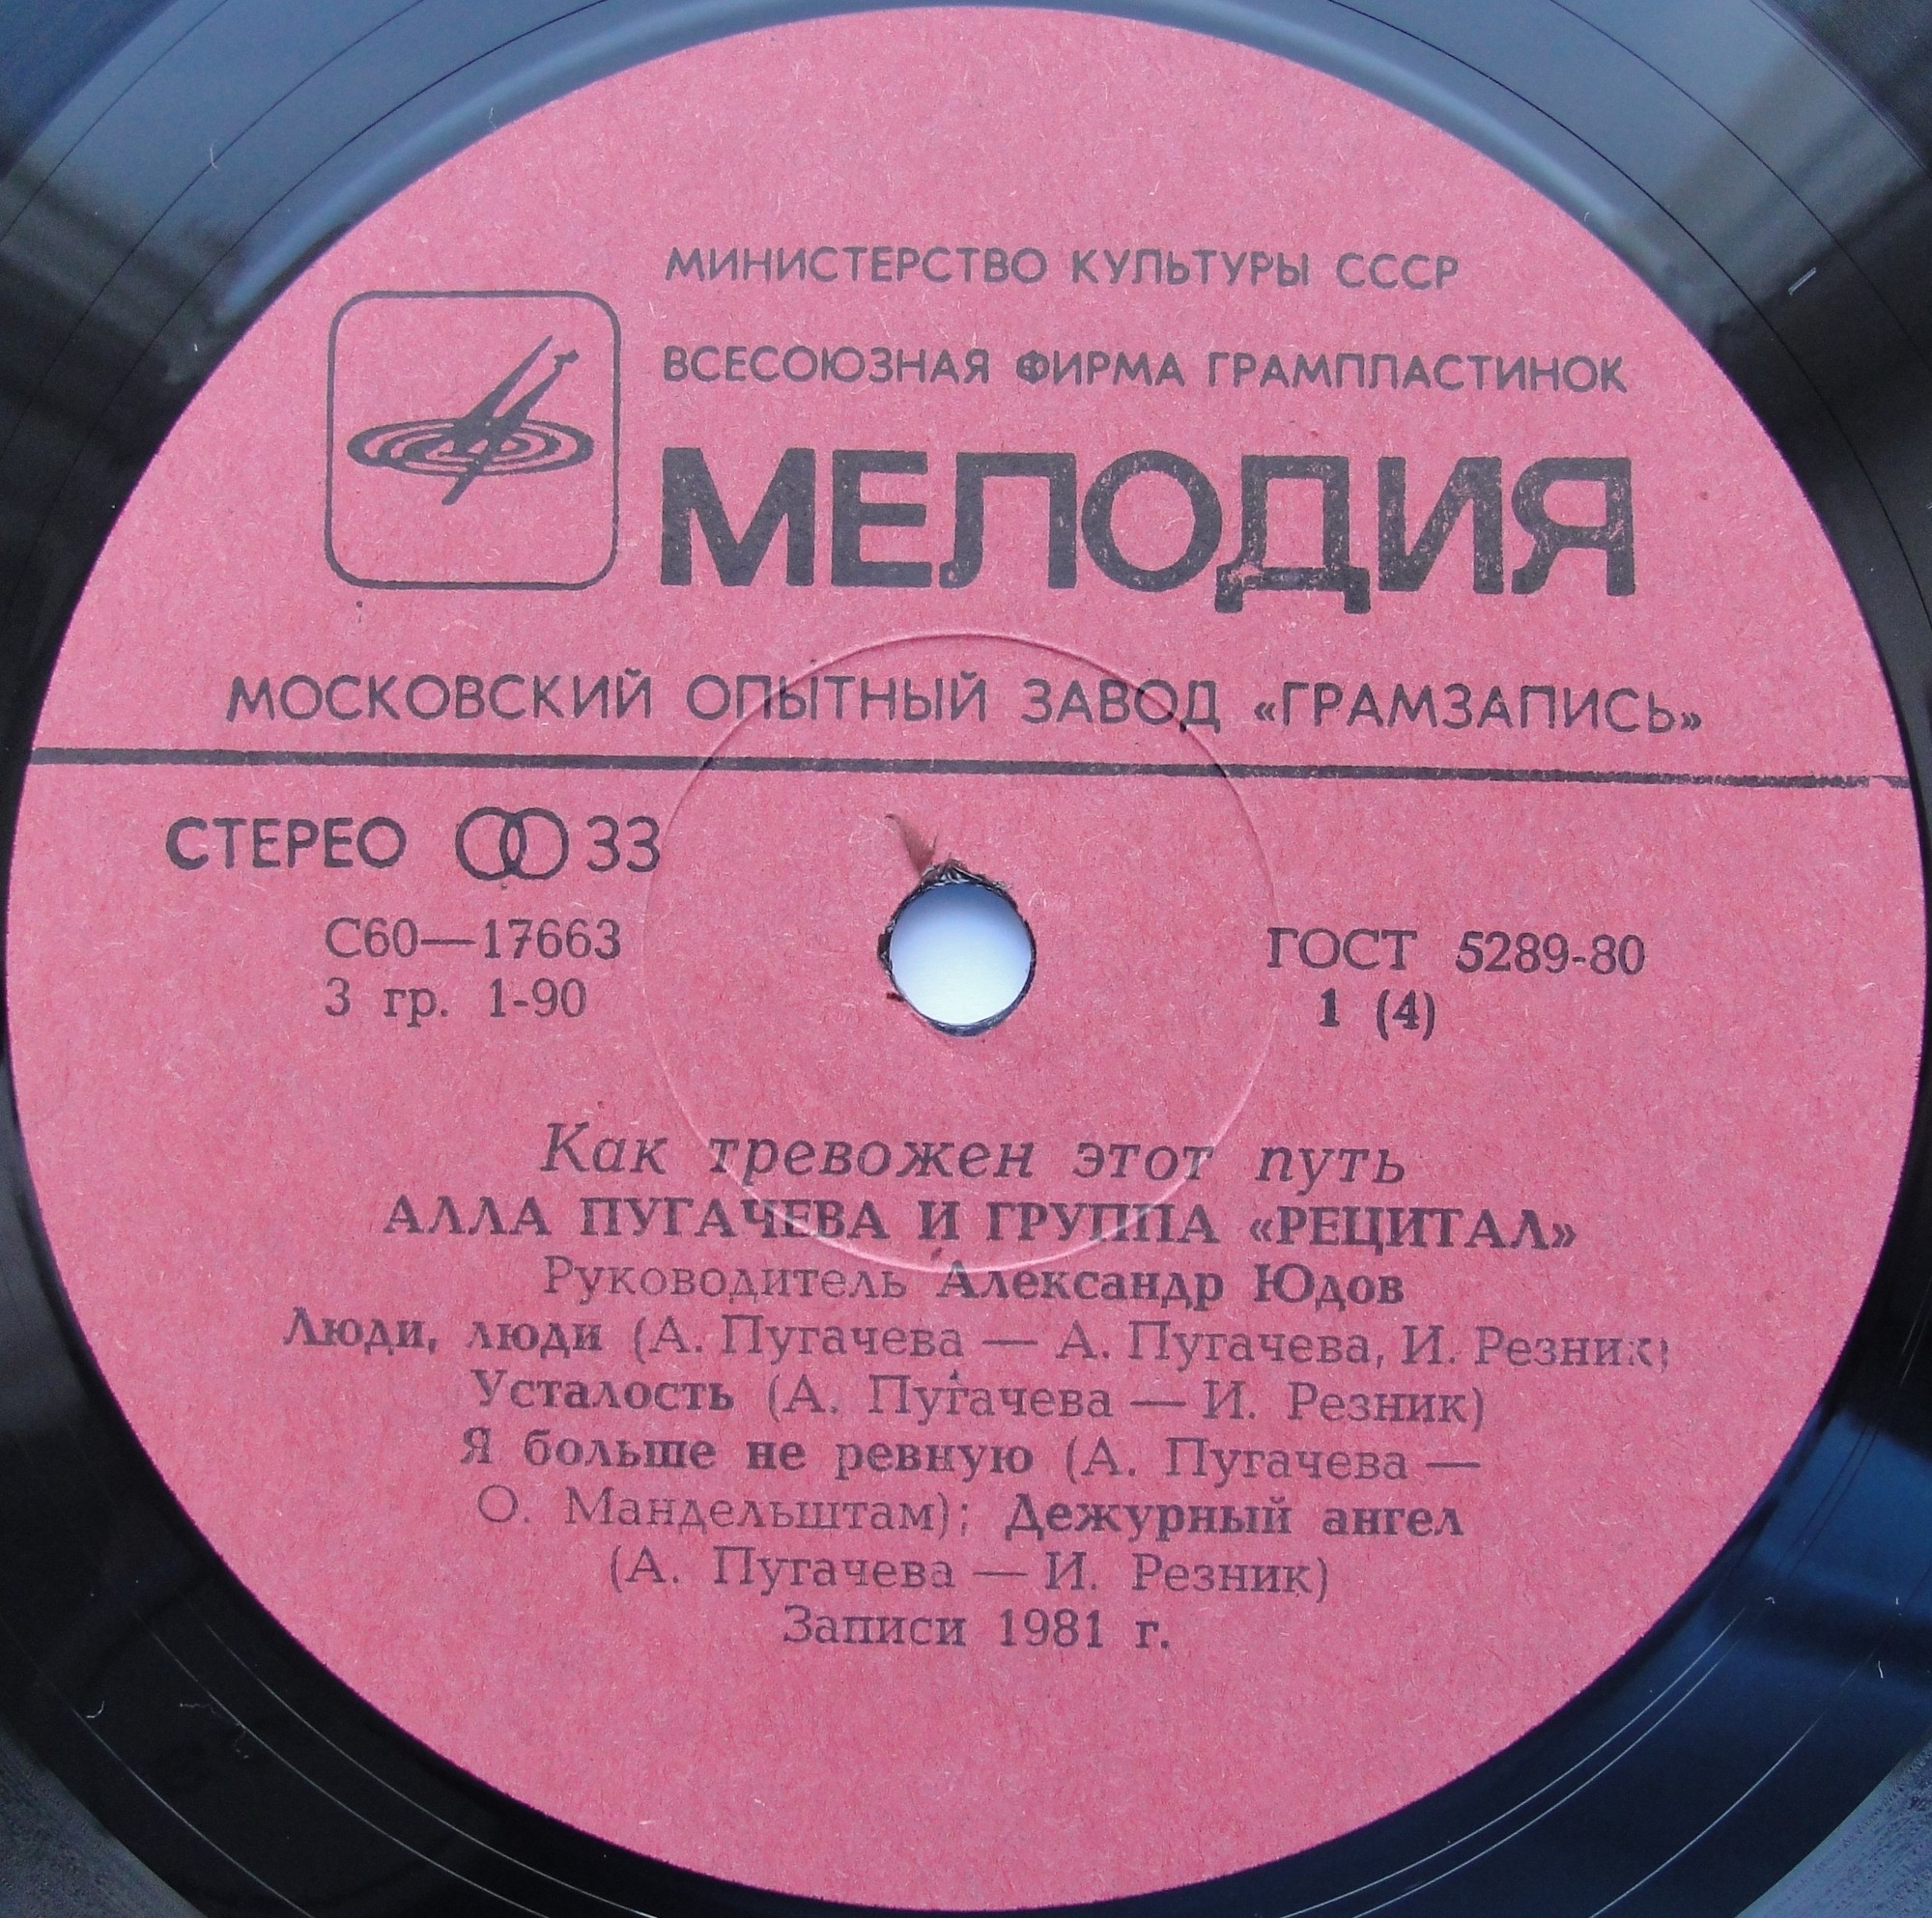 МИНИСТЕРСТВО КУЛЬТУРЫ СССР
ВСЕСОЮЗНАЯ ФИРМА ГРАМПЛАСТИНОК
МЕЛОДИЯ
МОСКОВСКИЙ ОПЫТНЫЙ ЗАВОД «ГРАМЗАПИСЬ»
СТЕРЕО 33
С60—17663
3 гр. 1-90
ГОСТ 5289-80
1 (4)
Как тревожен этот путь
АЛЛА ПУГАЧЕВА И ГРУППА «РЕЦИТАЛ»
Руководитель Александр Юдов
Люди, люди (А. Пугачева — А. Пугачева, И. Резник)
Усталость (А. Пугачева — И. Резник)
Я больше не ревную (А. Пугачева —
О. Мандельштам); Дежурный ангел
(А. Пугачева — И. Резник)
Записи 1981 г.